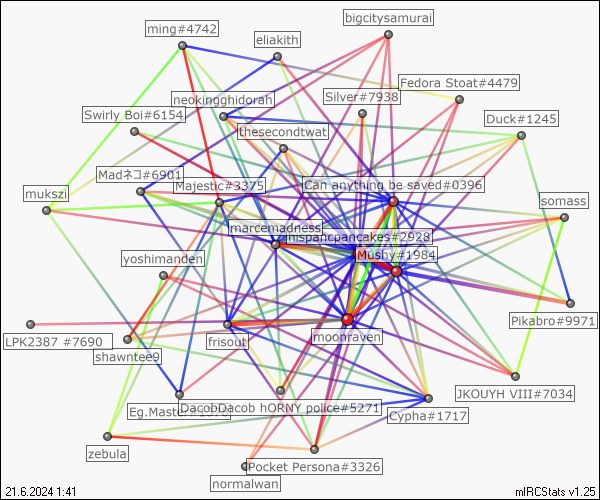 bigcitysamurai
ming#4742
eliakith
Fedora Stoat#4479
Silver#7938
neokingghidorah
Swirly Boi#6154
Duck#1245
thesecondtwat
Madネコ#6901
Majestic#3375
Can anything be saved#0396
mukszi
somass
marcemadness
hispanicpancakes#2928
Mushy#1984
yoshimanden
Pikabro#9971
LPK2387 #7690
frisout
moonraven
shawntee9
JKOUYH VIII#7034
DacobDacob hORNY police#5271
Eg.Master
Cypha#1717
zebula
Pocket Persona#3326
normalwan
21.6.2024 1:41
mIRCStats v1.25